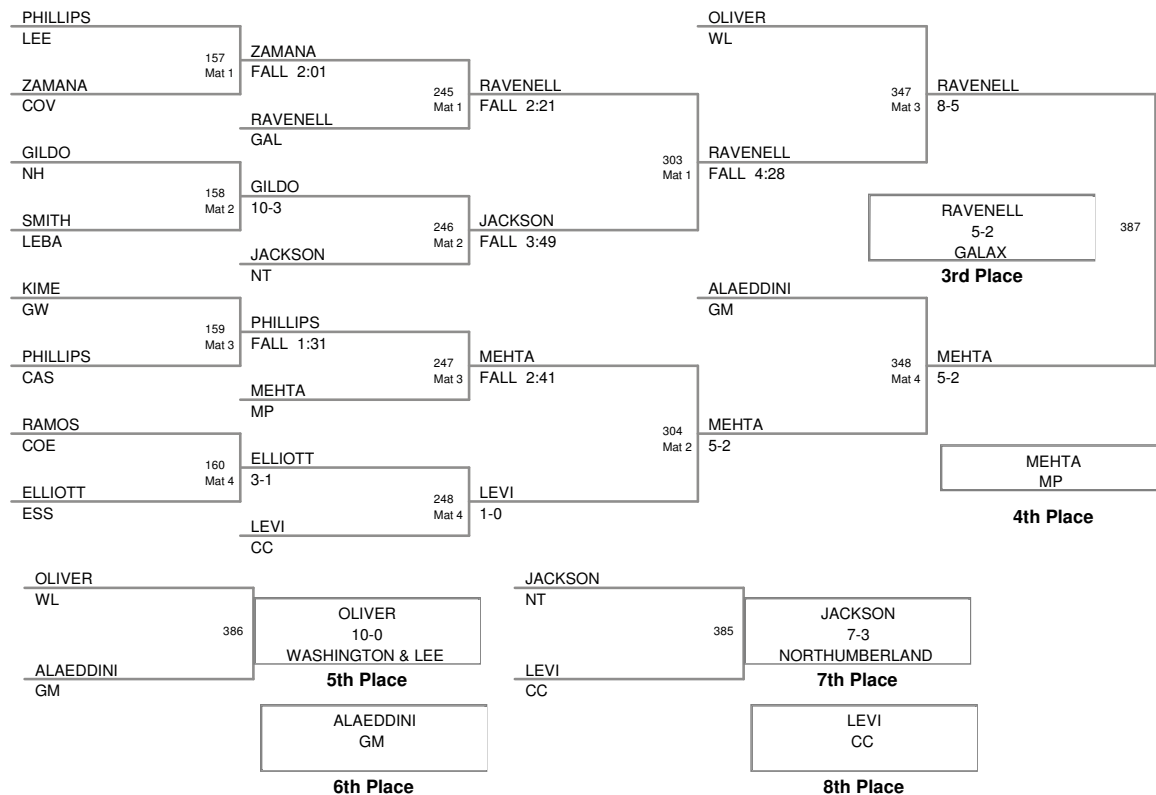 PHILLIPS
LEE
157
Mat 1
ZAMANA
COV
ZAMANA
FALL 2:01
245
Mat 1
RAVENELL
GAL
RAVENELL
FALL 2:21
GILDO
NH
158
Mat 2
SMITH
LEBA
GILDO
10-3
246
Mat 2
JACKSON
NT
JACKSON
FALL 3:49
303
Mat 1
RAVENELL
FALL 4:28
OLIVER
WL
347
Mat 3
RAVENELL
8-5
KIME
GW
159
Mat 3
PHILLIPS
CAS
PHILLIPS
FALL 1:31
247
Mat 3
MEHTA
MP
MEHTA
FALL 2:41
RAMOS
COE
160
Mat 4
ELLIOTT
ESS
ELLIOTT
3-1
248
Mat 4
LEVI
CC
LEVI
1-0
304
Mat 2
MEHTA
5-2
ALAEDDINI
GM
348
Mat 4
MEHTA
5-2
387
RAVENELL
5-2
GALAX
3rd Place
MEHTA
MP
4th Place
OLIVER
WL
386
ALAEDDINI
GM
OLIVER
10-0
WASHINGTON & LEE
5th Place
ALAEDDINI
GM
6th Place
JACKSON
NT
385
LEVI
CC
JACKSON
7-3
NORTHUMBERLAND
7th Place
LEVI
CC
8th Place